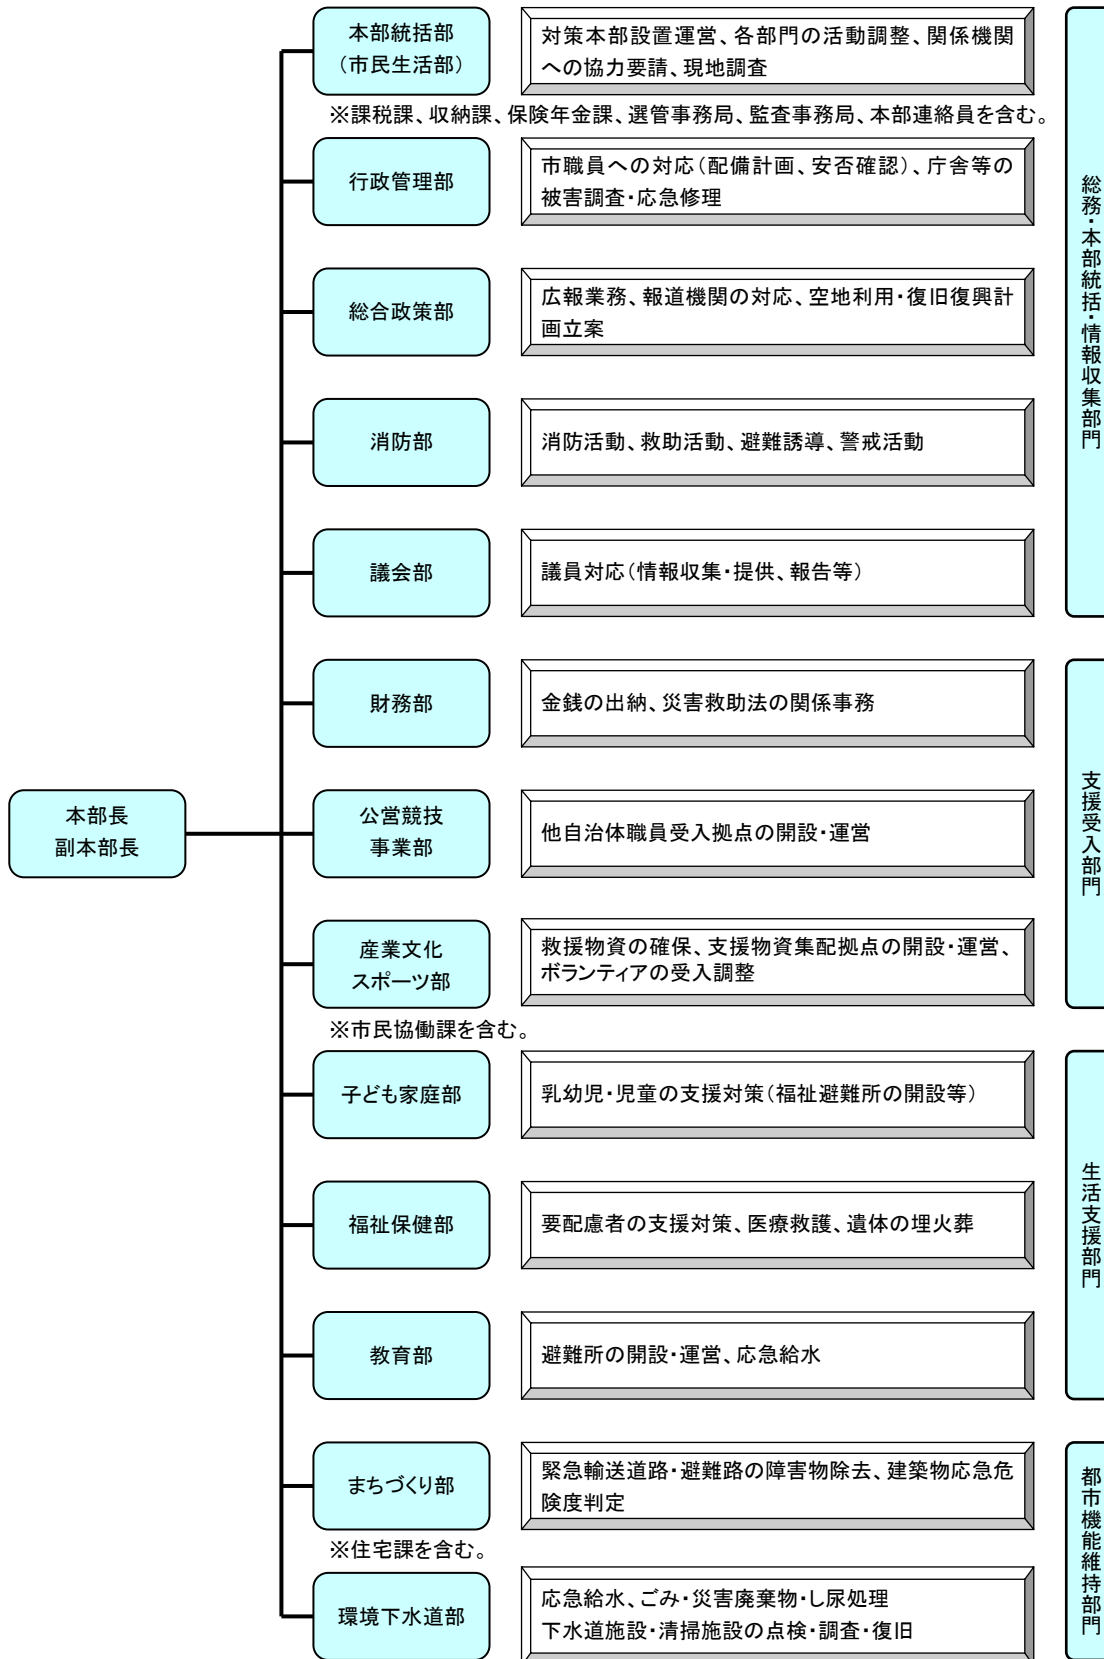 本部統括部
（市民生活部）
対策本部設置運営、各部門の活動調整、関係機関
への協力要請、現地調査
※課税課、収納課、保険年金課、選管事務局、監査事務局、本部連絡員を含む。
行政管理部
市職員への対応（配備計画、安否確認）、庁舎等の
被害調査・応急修理
総合政策部
広報業務、報道機関の対応、空地利用・復旧復興計
画立案
消防部
消防活動、救助活動、避難誘導、警戒活動
議会部
議員対応（情報収集・提供、報告等）
総務・本部統括・情報収集部門
財務部
金銭の出納、災害救助法の関係事務
本部長
副本部長
公営競技
事業部
他自治体職員受入拠点の開設・運営
産業文化
スポーツ部
救援物資の確保、支援物資集配拠点の開設・運営、
ボランティアの受入調整
※市民協働課を含む。
支援受入部門
子ども家庭部
乳幼児・児童の支援対策（福祉避難所の開設等）
福祉保健部
要配慮者の支援対策、医療救護、遺体の埋火葬
教育部
避難所の開設・運営、応急給水
生活支援部門
まちづくり部
緊急輸送道路・避難路の障害物除去、建築物応急危
険度判定
※住宅課を含む。
環境下水道部
応急給水、ごみ・災害廃棄物・し尿処理
下水道施設・清掃施設の点検・調査・復旧
都市機能維持部門